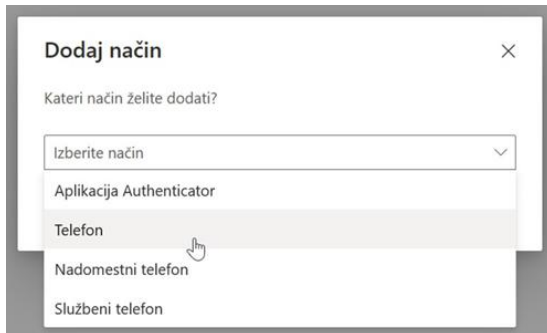 Dodaj način
Kateri način želite dodati?
Izberite način
Aplikacija Authenticator
Telefon
Nadomestni telefon
Službeni telefon